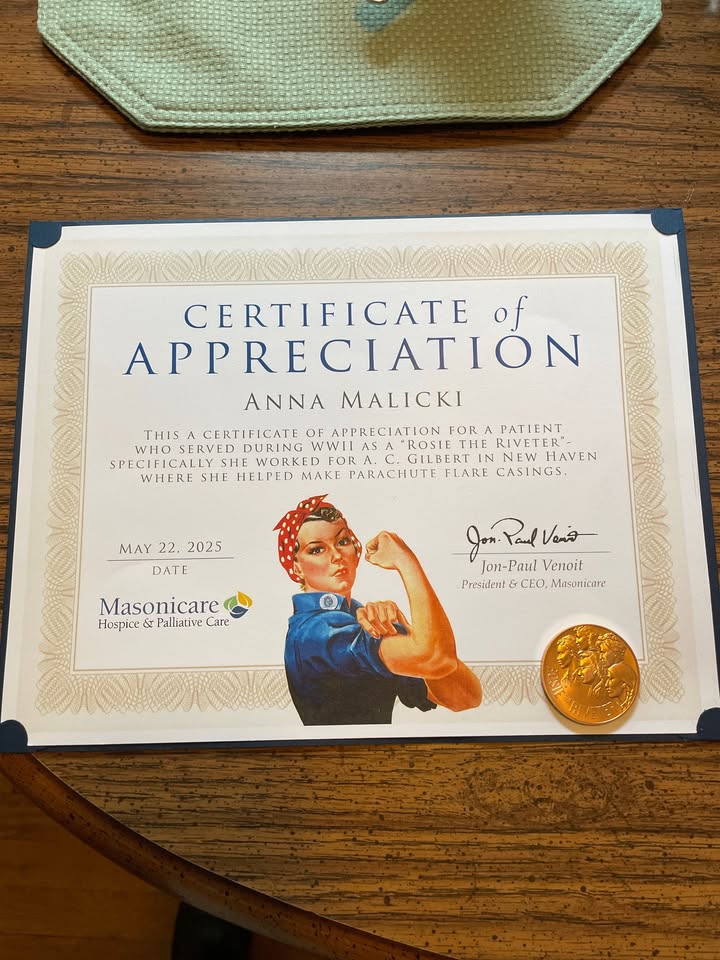 CERTIFICATE of
APPRECIATION
ANNA MALICKI
THIS A CERTIFICATE OF APPRECIATION FOR A PATIENT
WHO SERVED DURING WWII AS A "ROSIE THE RIVETER"-
SPECIFICALLY SHE WORKED FOR A. C. GILBERT IN NEW HAVEN
WHERE SHE HELPED MAKE PARACHUTE FLARE CASINGS.
MAY 22, 2025
DATE
Jon-Paul Venoit
Jon-Paul Venoit
President & CEO, Masonicare
Masonicare
Hospice & Palliative Care